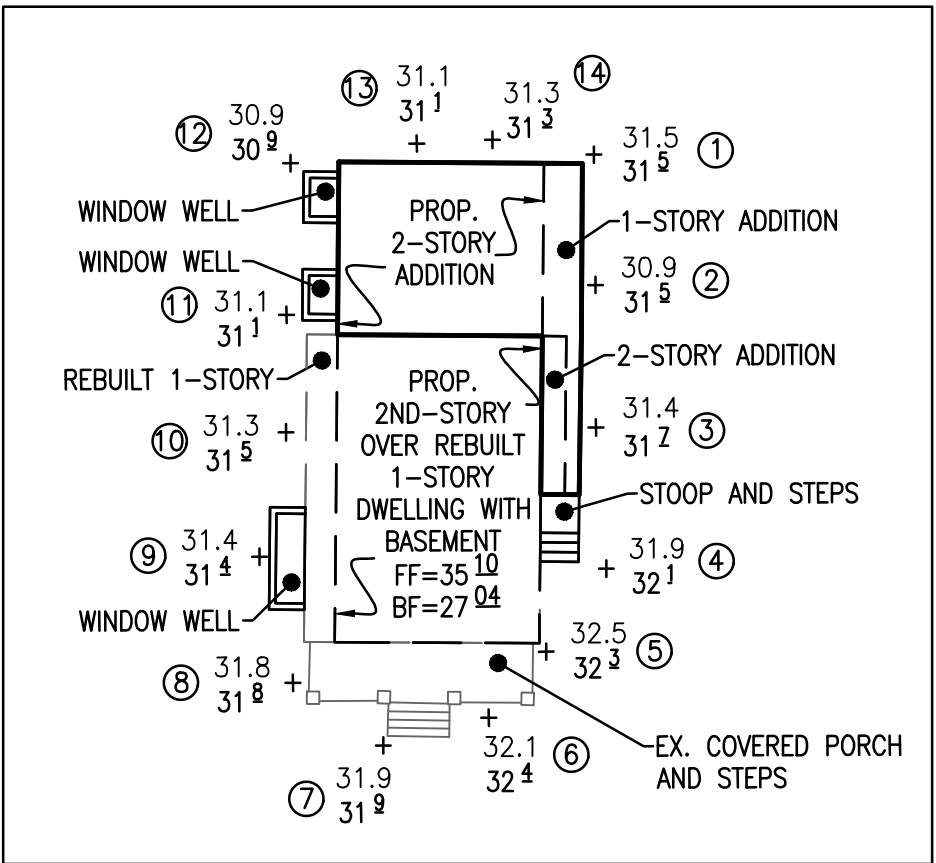 13
31.1
31 1
14
31.3
31 3
12
30.9
30 9
31.5
31 5
1
WINDOW WELL
PROP.
2-STORY
ADDITION
1-STORY ADDITION
WINDOW WELL
30.9
31 5
2
11
31.1
31 1
REBUILT 1-STORY
2-STORY ADDITION
PROP.
2ND-STORY
OVER REBUILT
1-STORY
DWELLING WITH
BASEMENT
FF=35 10
BF=27 04
31.4
31 7
3
10
31.3
31 5
STOOP AND STEPS
9
31.4
31 4
31.9
32 1
4
WINDOW WELL
32.5
32 3
5
8
31.8
31 8
32.1
32 4
6
EX. COVERED PORCH
AND STEPS
7
31.9
31 9